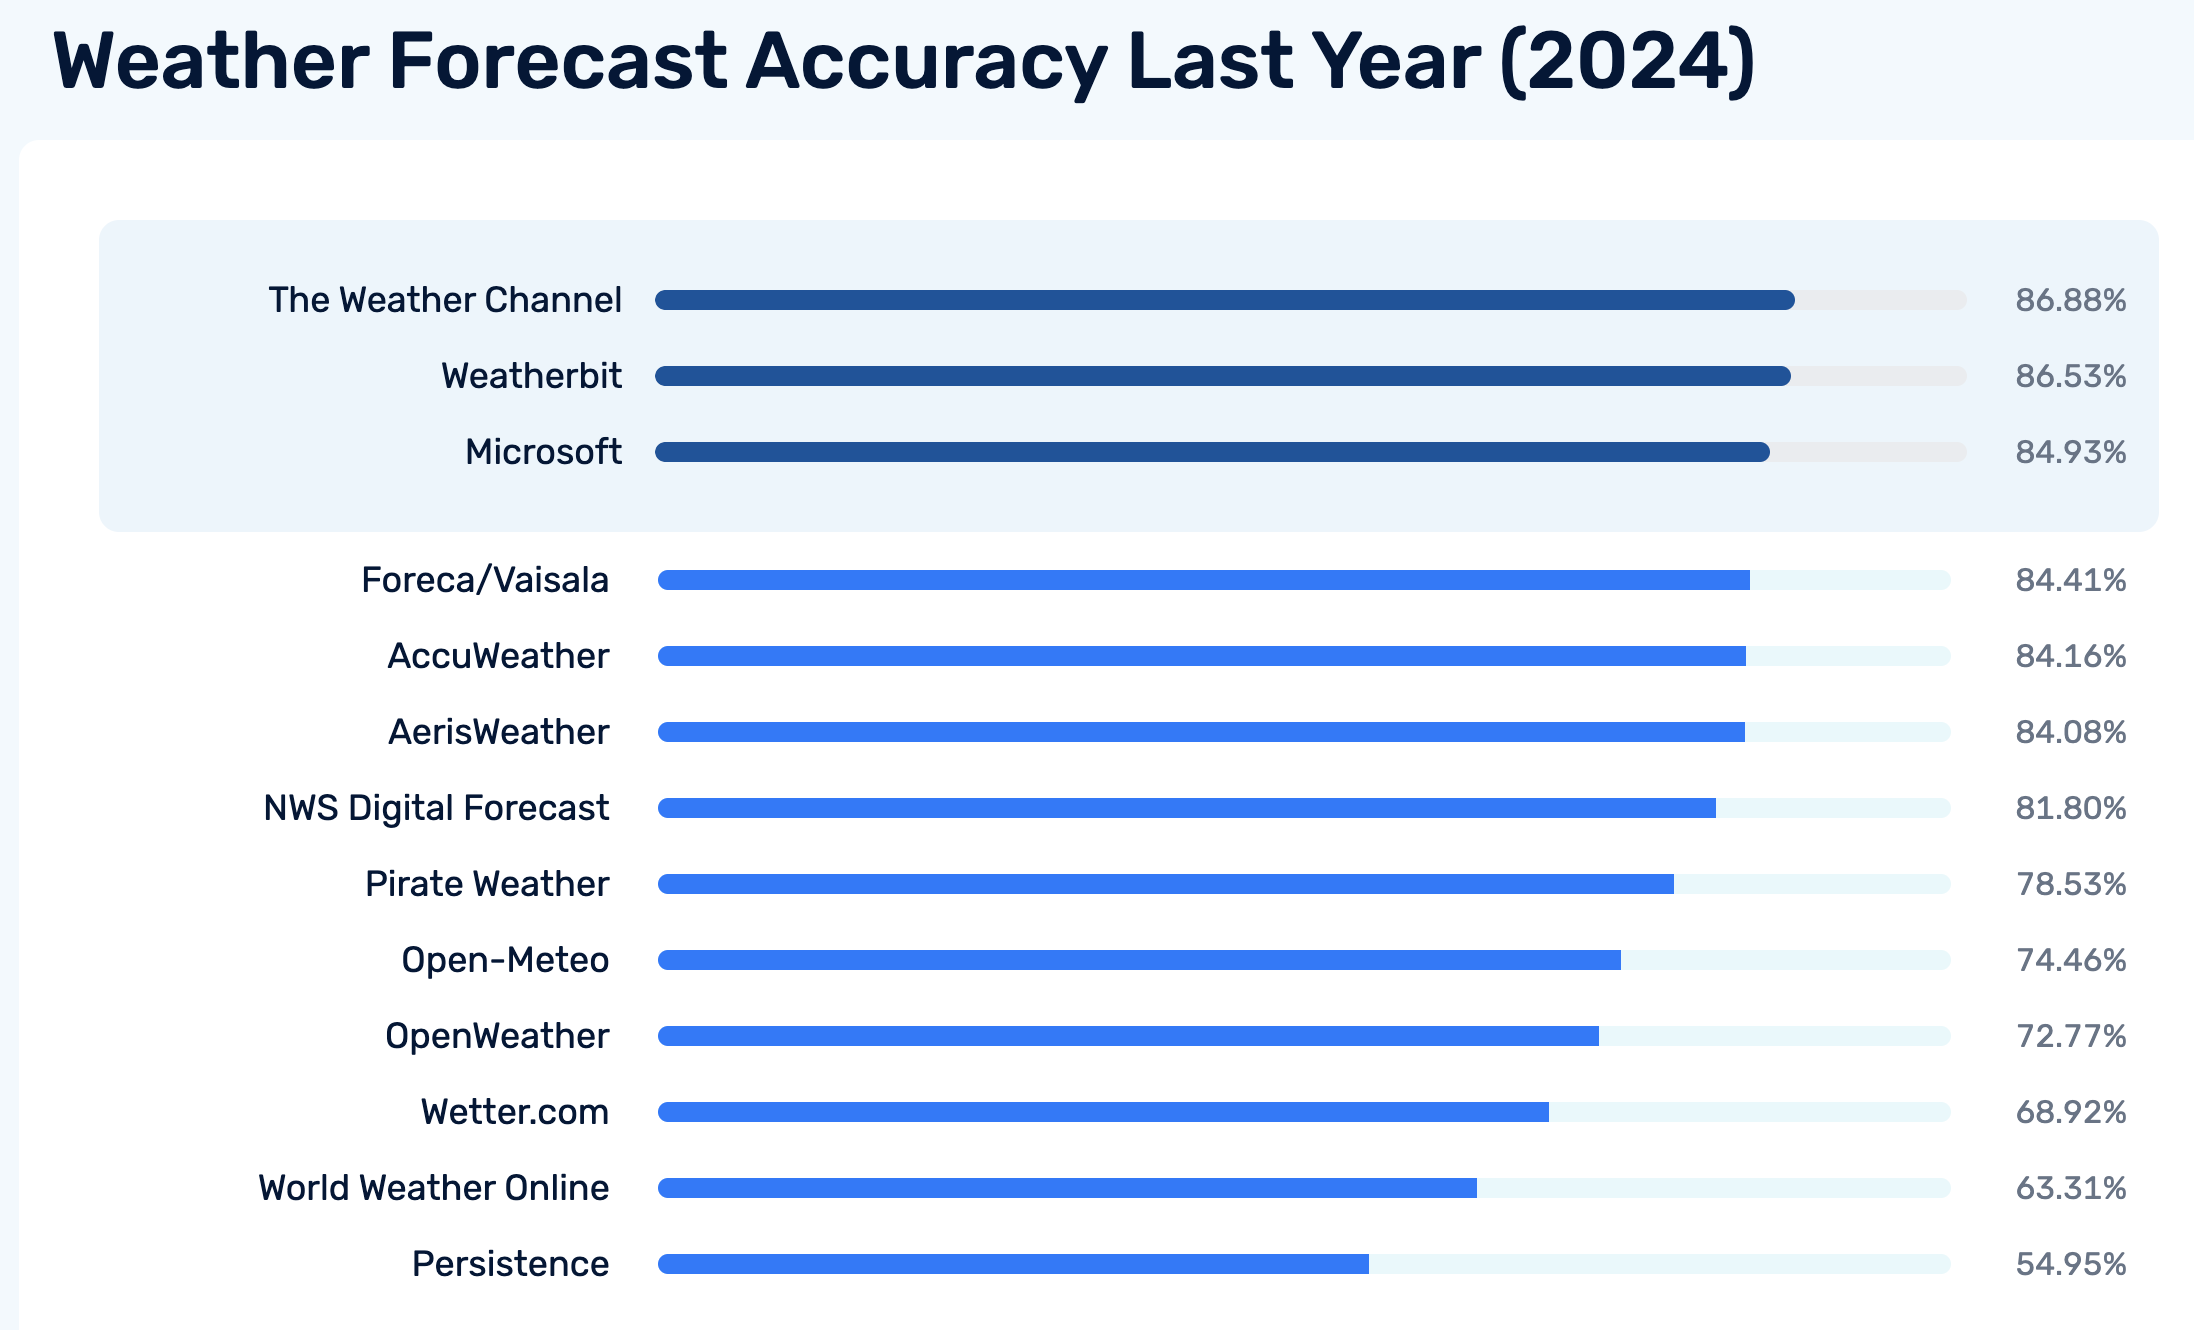 Weather Forecast Accuracy Last Year (2024)
The Weather Channel 86.88%
Weatherbit 86.53%
Microsoft 84.93%
Foreca/Vaisala 84.41%
AccuWeather 84.16%
AerisWeather 84.08%
NWS Digital Forecast 81.80%
Pirate Weather 78.53%
Open-Meteo 74.46%
OpenWeather 72.77%
Wetter.com 68.92%
World Weather Online 63.31%
Persistence 54.95%